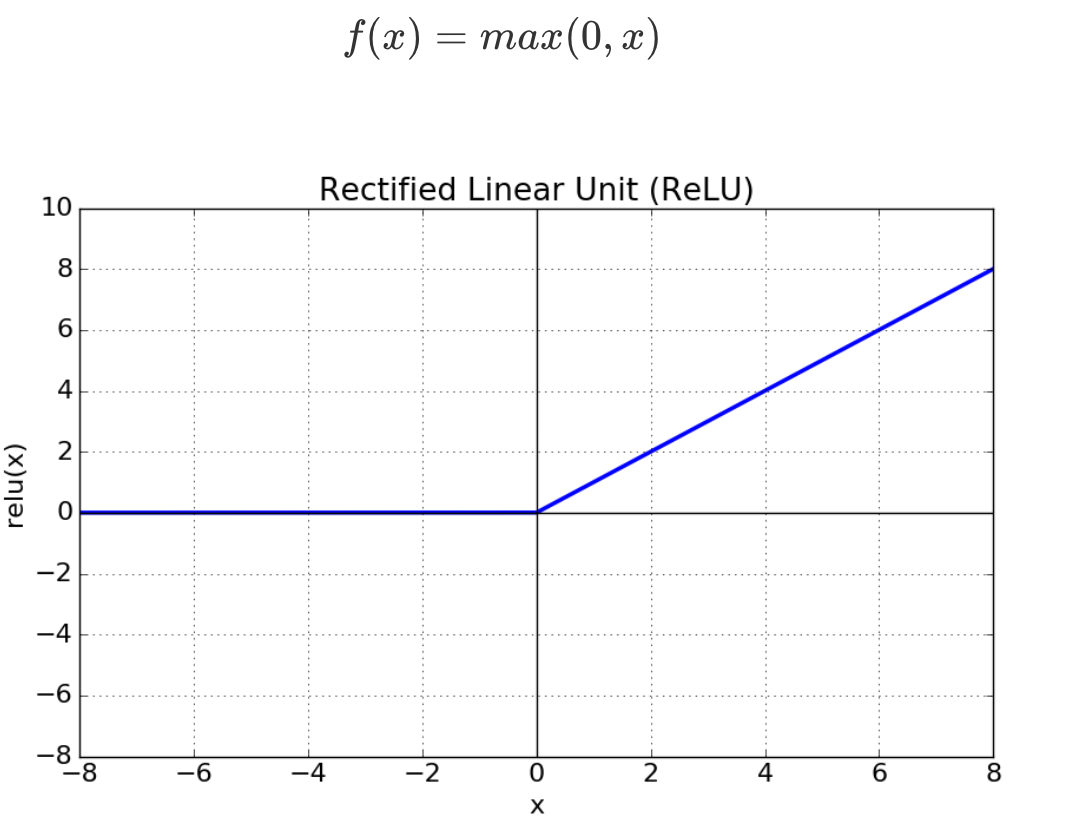 f(x) = max(0, x)
Rectified Linear Unit (ReLU)
10
8
6
4
2
0
−2
−4
−6
−8
relu(x)
−8 −6 −4 −2 0 2 4 6 8
x